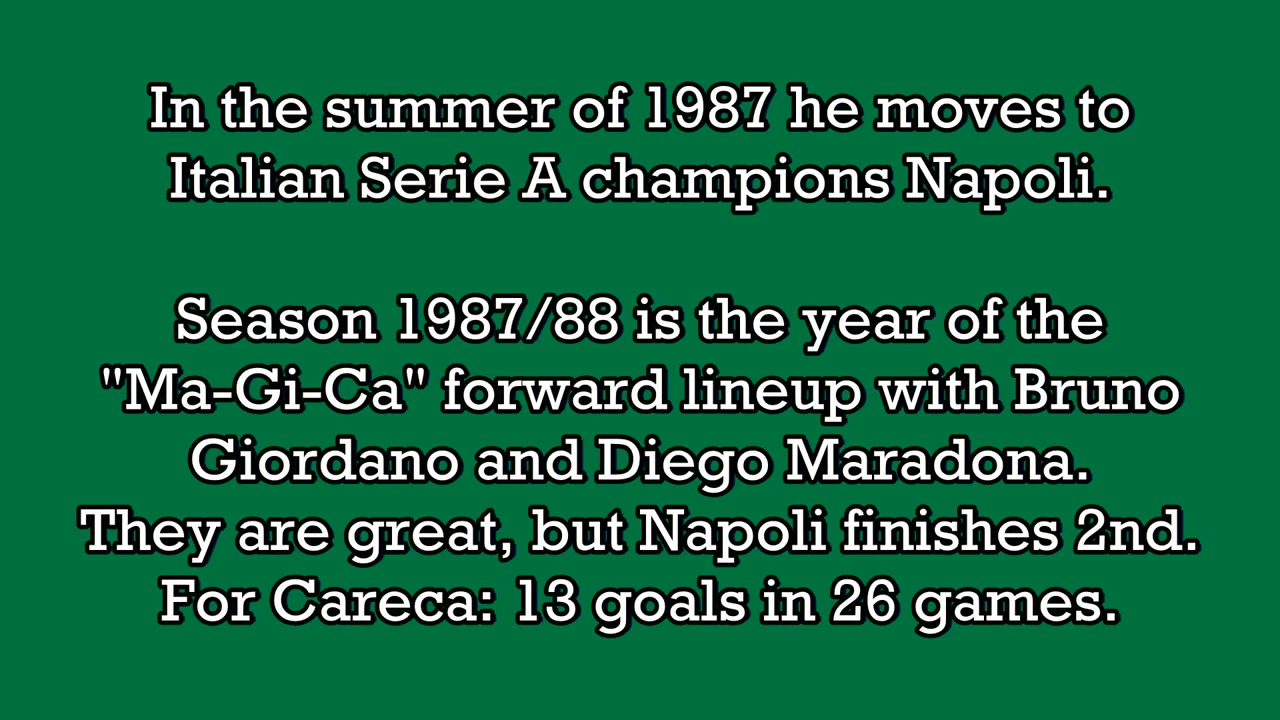 In the summer of 1987 he moves to
Italian Serie A champions Napoli.
Season 1987/88 is the year of the
"Ma-Gi-Ca" forward lineup with Bruno
Giordano and Diego Maradona.
They are great, but Napoli finishes 2nd.
For Careca: 13 goals in 26 games.